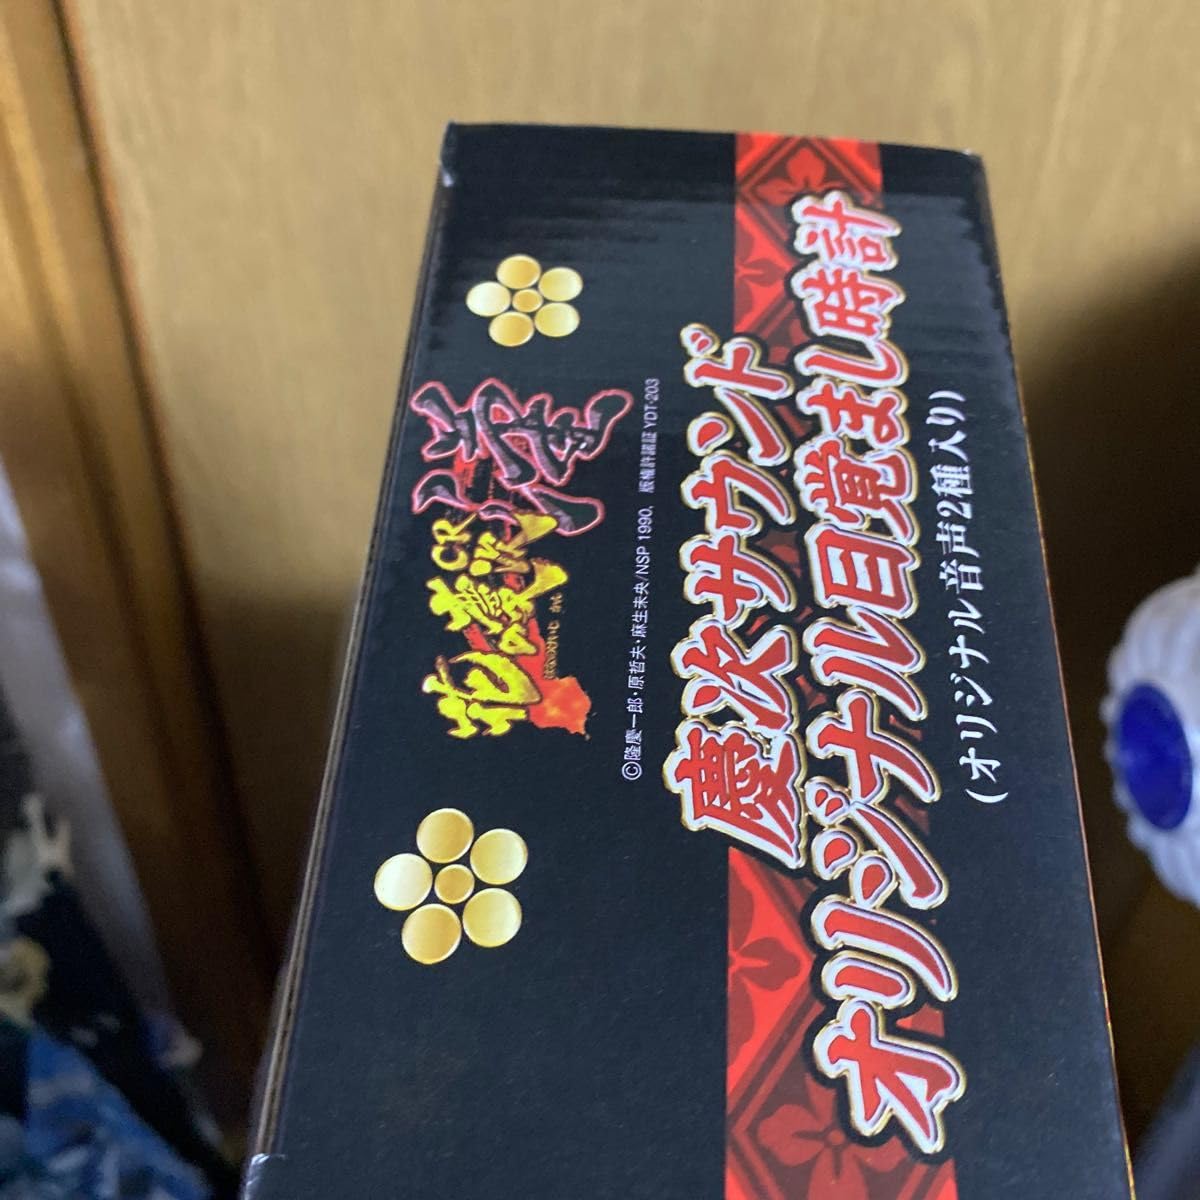 CR
花の慶次
©隆慶一郎・原哲夫・麻生未央/NSP 1990, 版権許諾証 YDT-203
慶次サウンド
オリジナル目覚まし時計
(オリジナル音声2種入り)